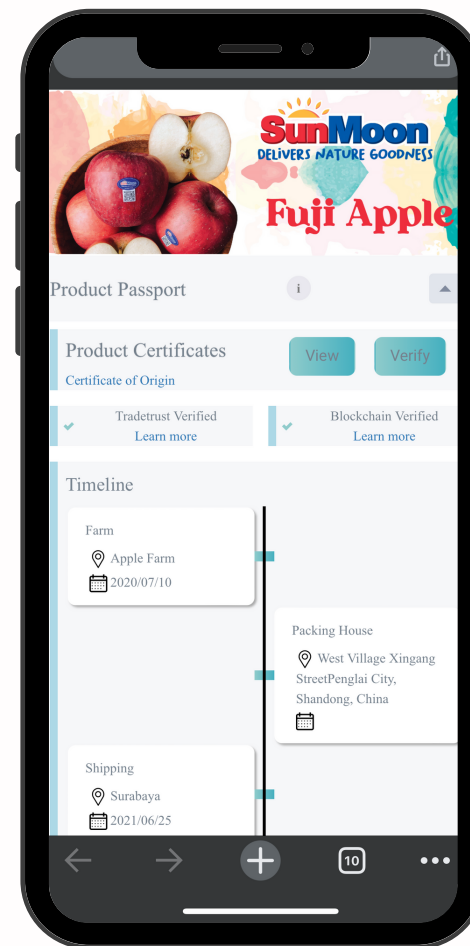 SunMoon
DELIVERS NATURE GOODNESS
Fuji Apple
Product Passport
i
Product Certificates
View
Verify
Certificate of Origin
Tradetrust Verified
Learn more
Blockchain Verified
Learn more
Timeline
Farm
Apple Farm
2020/07/10
Packing House
West Village Xingang
StreetPenglai City,
Shandong, China
Shipping
Surabaya
2021/06/25
10